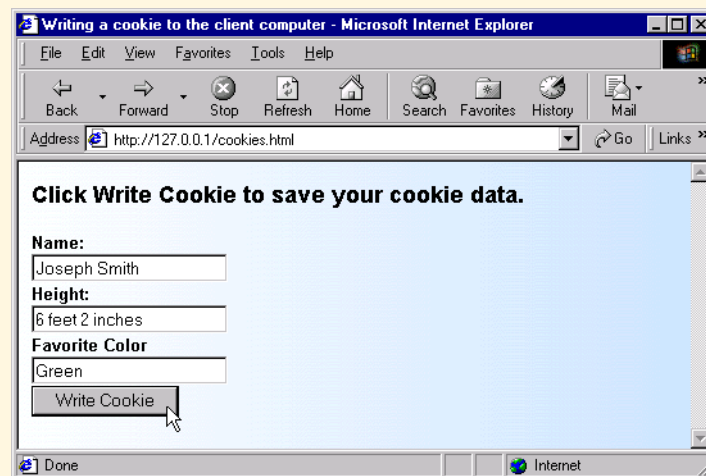 Writing a cookie to the client computer - Microsoft Internet Explorer
File Edit View Favorites Tools Help
Back Forward Stop Refresh Home Search Favorites History Mail »
Address http://127.0.0.1/cookies.html Go Links »
Click Write Cookie to save your cookie data.
Name:
Joseph Smith
Height:
6 feet 2 inches
Favorite Color
Green
Write Cookie
Done Internet